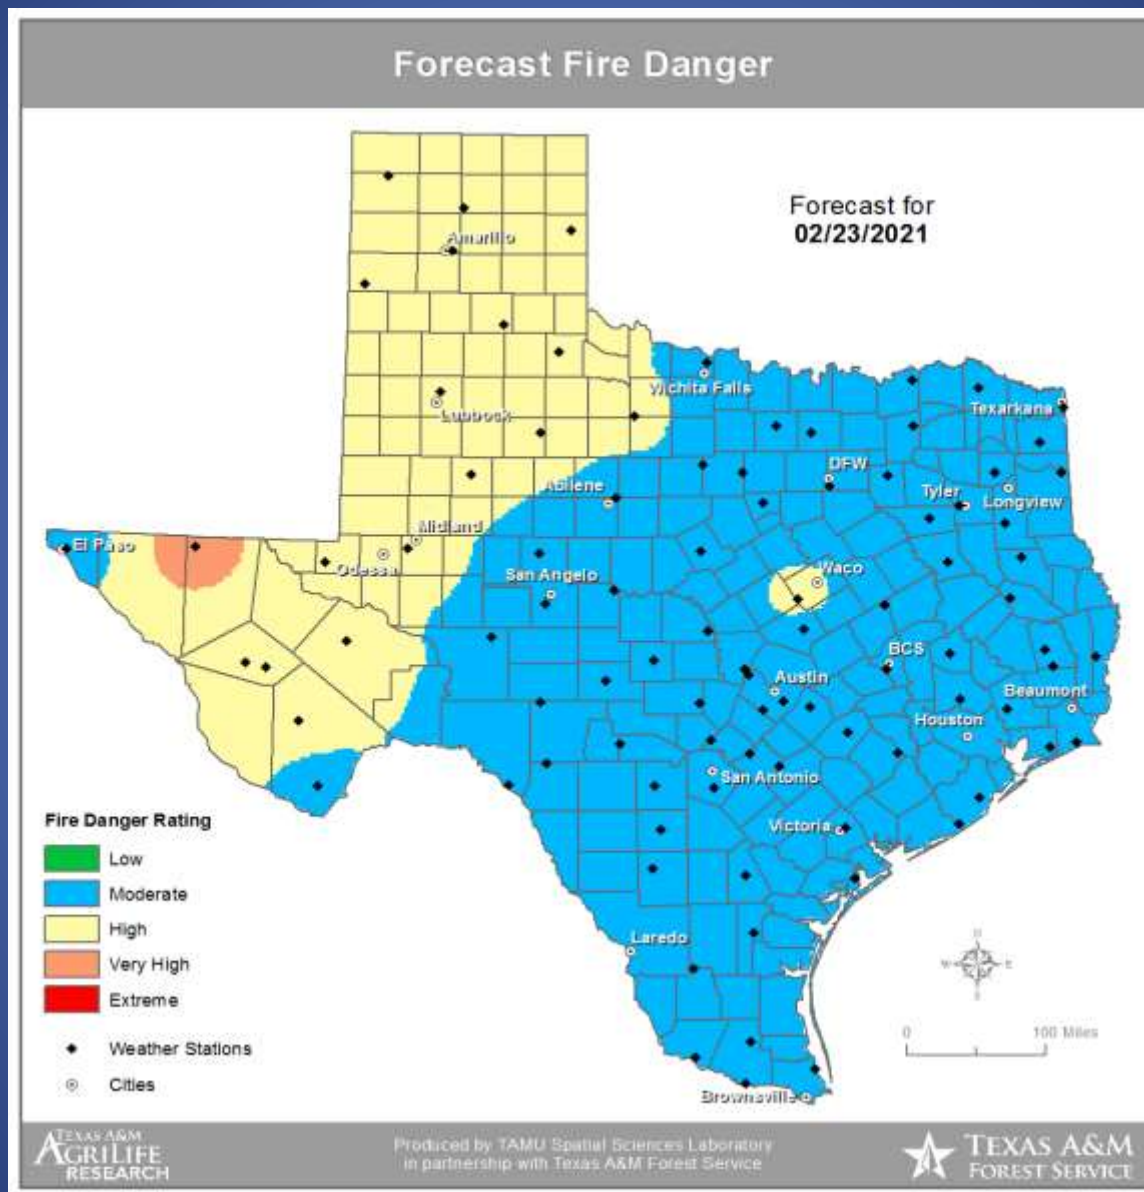 Forecast Fire Danger
Forecast for
02/23/2021
Amarillo
Wichita Falls
Lubbock
Texarkana
DFW
Abilene
Tyler
Longview
Midland
El Paso
Odessa
San Angelo
Waco
BCS
Austin
Beaumont
Houston
San Antonio
Victoria
Laredo
Brownsville
Fire Danger Rating
Low
Moderate
High
Very High
Extreme
Weather Stations
Cities
N
W
E
S
0
100 Miles
TEXAS A&M
AGRILIFE
RESEARCH
Produced by TAMU Spatial Sciences Laboratory
in partnership with Texas A&M Forest Service
TEXAS A&M
FOREST SERVICE